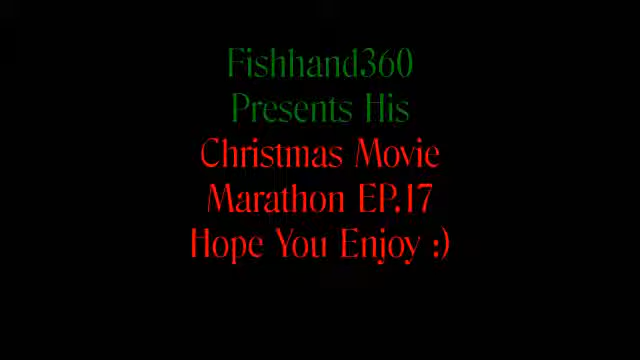 Fishhand360
Presents His
Christmas Movie
Marathon EP.17
Hope You Enjoy :)